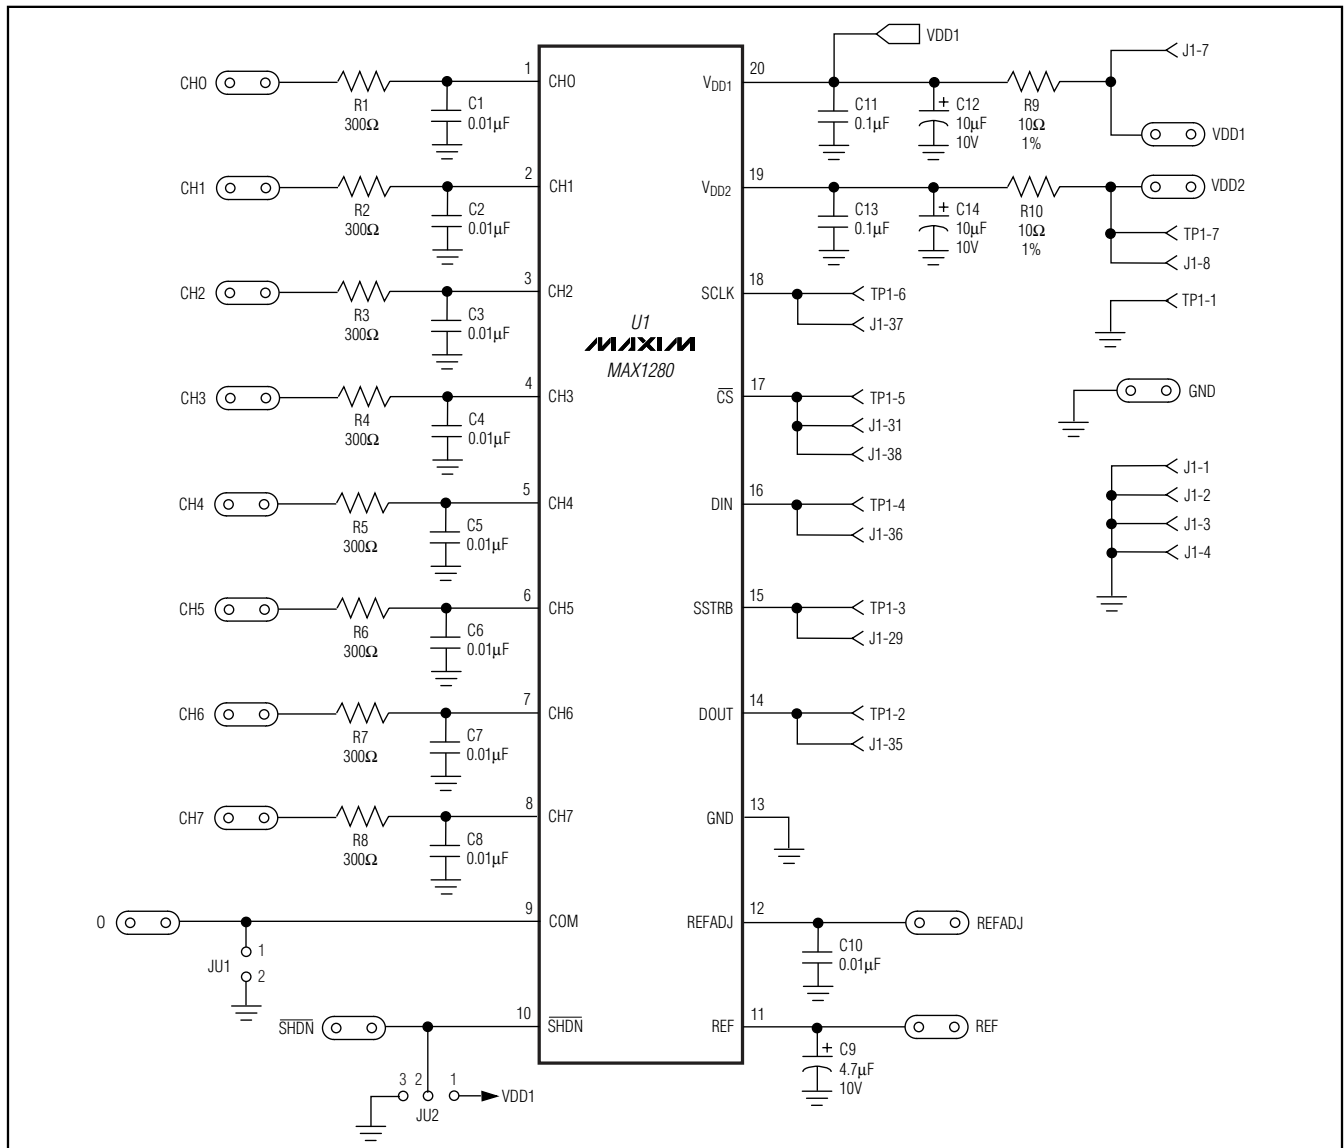 VDD1
J1-7
CH0
R1
300Ω
C1
0.01µF
1
CH0
VDD1
20
C11
0.1µF
+
C12
10µF
10V
R9
10Ω
1%
VDD1
CH1
R2
300Ω
C2
0.01µF
2
CH1
VDD2
19
C13
0.1µF
+
C14
10µF
10V
R10
10Ω
1%
VDD2
TP1-7
J1-8
TP1-1
CH2
R3
300Ω
C3
0.01µF
3
CH2
SCLK
18
TP1-6
J1-37
U1
MAXIM
MAX1280
CH3
R4
300Ω
C4
0.01µF
4
CH3
CS
17
TP1-5
J1-31
J1-38
GND
J1-1
J1-2
J1-3
J1-4
CH4
R5
300Ω
C5
0.01µF
5
CH4
DIN
16
TP1-4
J1-36
CH5
R6
300Ω
C6
0.01µF
6
CH5
SSTRB
15
TP1-3
J1-29
CH6
R7
300Ω
C7
0.01µF
7
CH6
DOUT
14
TP1-2
J1-35
CH7
R8
300Ω
C8
0.01µF
8
CH7
GND
13
0
9
COM
JU1
1
2
REFADJ
12
C10
0.01µF
REFADJ
SHDN
10
SHDN
3 2 1
VDD1
JU2
REF
11
+
C9
4.7µF
10V
REF